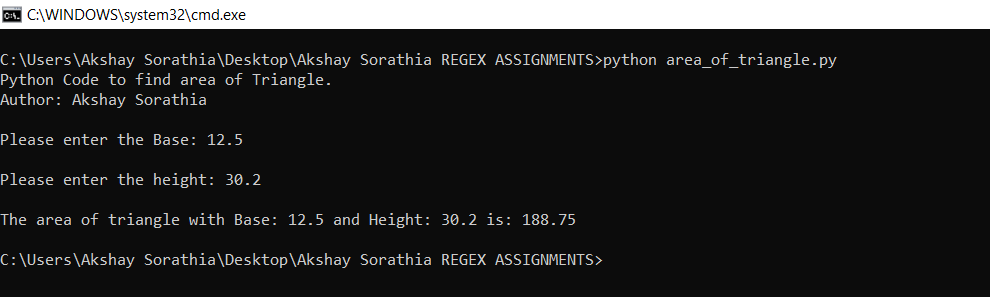 C:\WINDOWS\system32\cmd.exe
C:\Users\Akshay Sorathia\Desktop\Akshay Sorathia REGEX ASSIGNMENTS>python area_of_triangle.py
Python Code to find area of Triangle.
Author: Akshay Sorathia
Please enter the Base: 12.5
Please enter the height: 30.2
The area of triangle with Base: 12.5 and Height: 30.2 is: 188.75
C:\Users\Akshay Sorathia\Desktop\Akshay Sorathia REGEX ASSIGNMENTS>